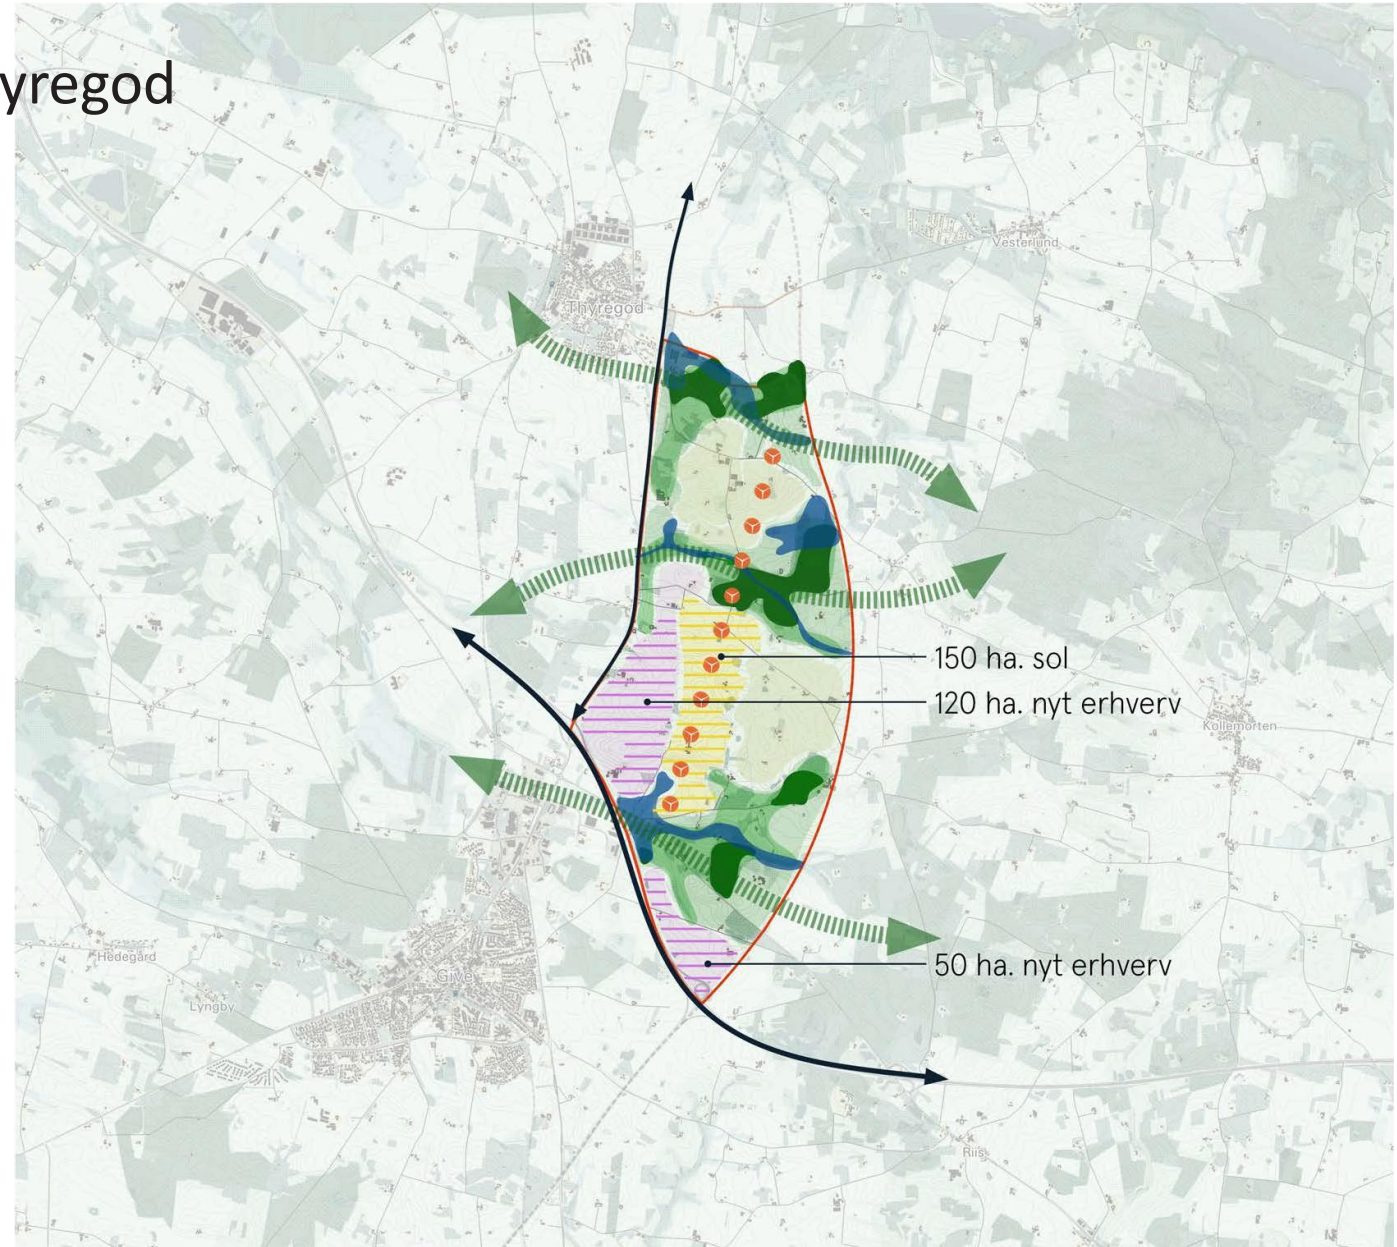 yregod
Vesterlund
Thyregod
150 ha. sol
120 ha. nyt erhverv
Kollemorten
Hedegård
50 ha. nyt erhverv
Give
Lyngby
Riis